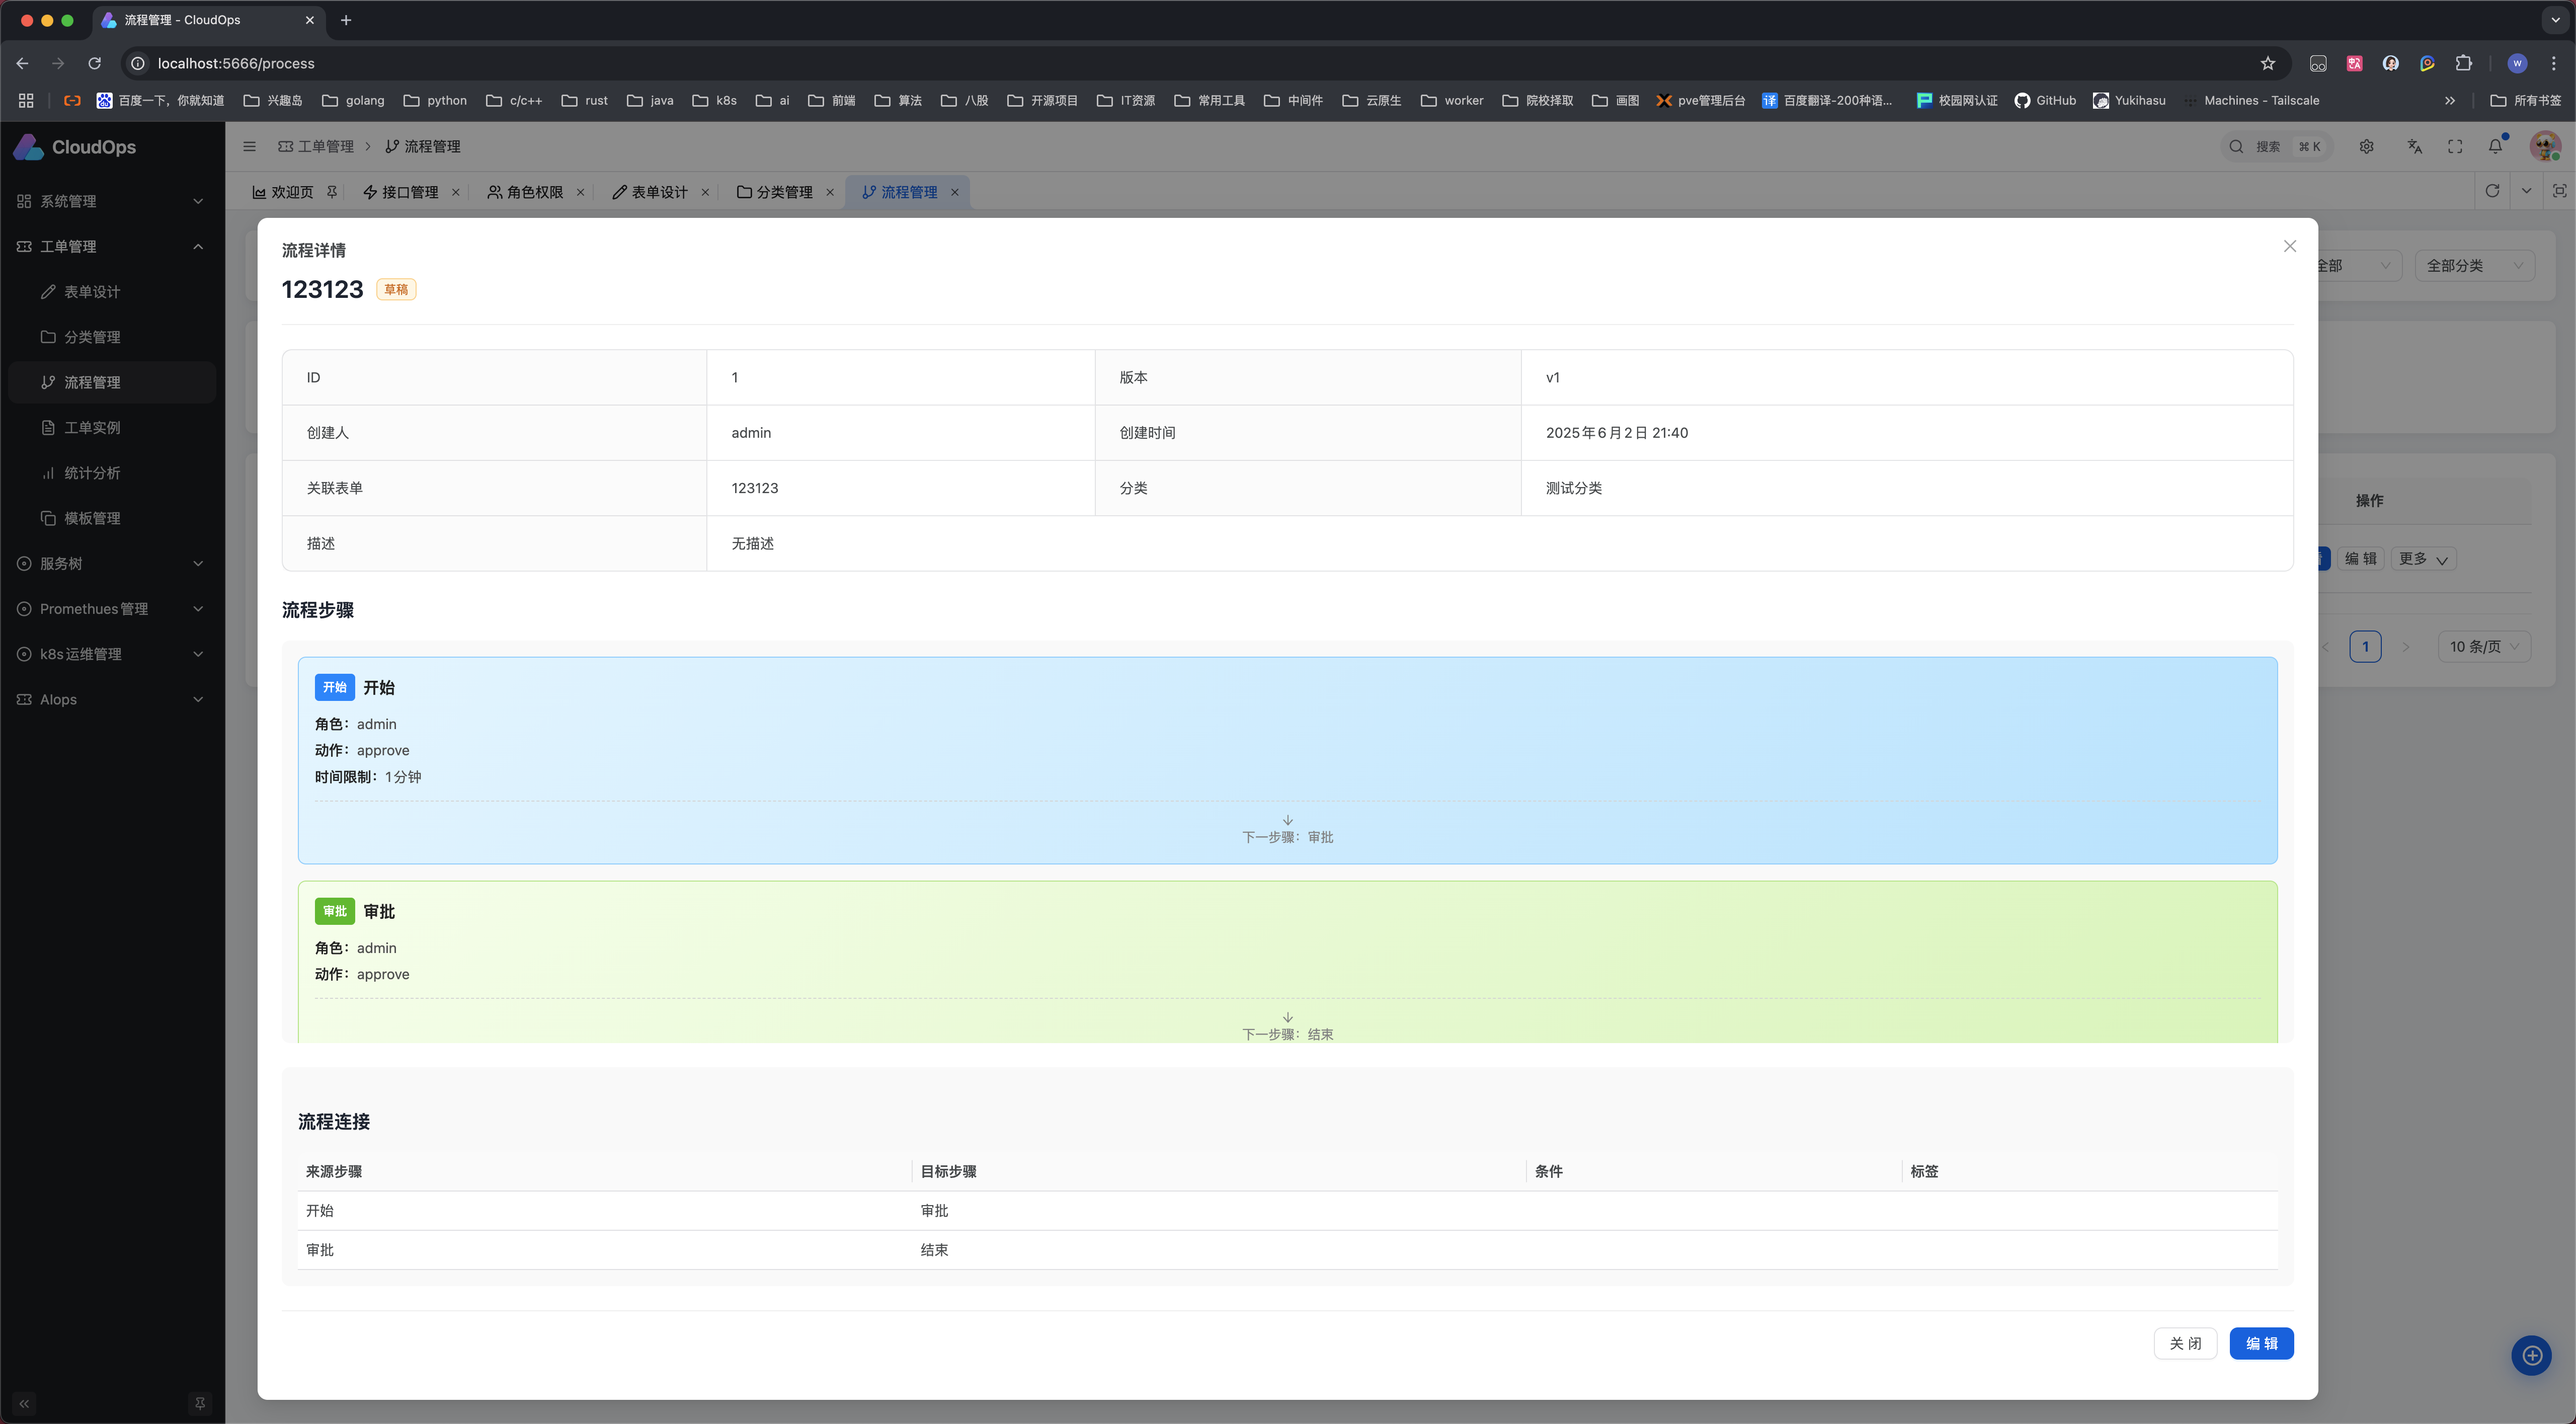 流程管理 - CloudOps
localhost:5666/process
W
百度一下，你就知道 兴趣岛 golang python c/c++ rust java k8s ai 前端 算法 八股 开源项目 IT资源 常用工具 中间件 云原生 worker 院校择取 画图 pve管理后台 译 百度翻译-200种语... 校园网认证 GitHub Yukihasu Machines - Tailscale 所有书签
CloudOps
工单管理 流程管理
搜索 ⌘ K
欢迎页 接口管理 角色权限 表单设计 分类管理 流程管理
系统管理
工单管理
表单设计
分类管理
流程管理
工单实例
统计分析
模板管理
服务树
Promethues管理
k8s运维管理
AIops
流程详情
123123 草稿
ID 1 版本 v1
创建人 admin 创建时间 2025年6月2日 21:40
关联表单 123123 分类 测试分类
描述 无描述
流程步骤
开始 开始
角色：admin
动作：approve
时间限制：1分钟
下一步骤：审批
审批 审批
角色：admin
动作：approve
下一步骤：结束
流程连接
来源步骤 目标步骤 条件 标签
开始 审批
审批 结束
关 闭 编 辑
全部 全部分类
操作
编 辑 更多
1 10 条/页